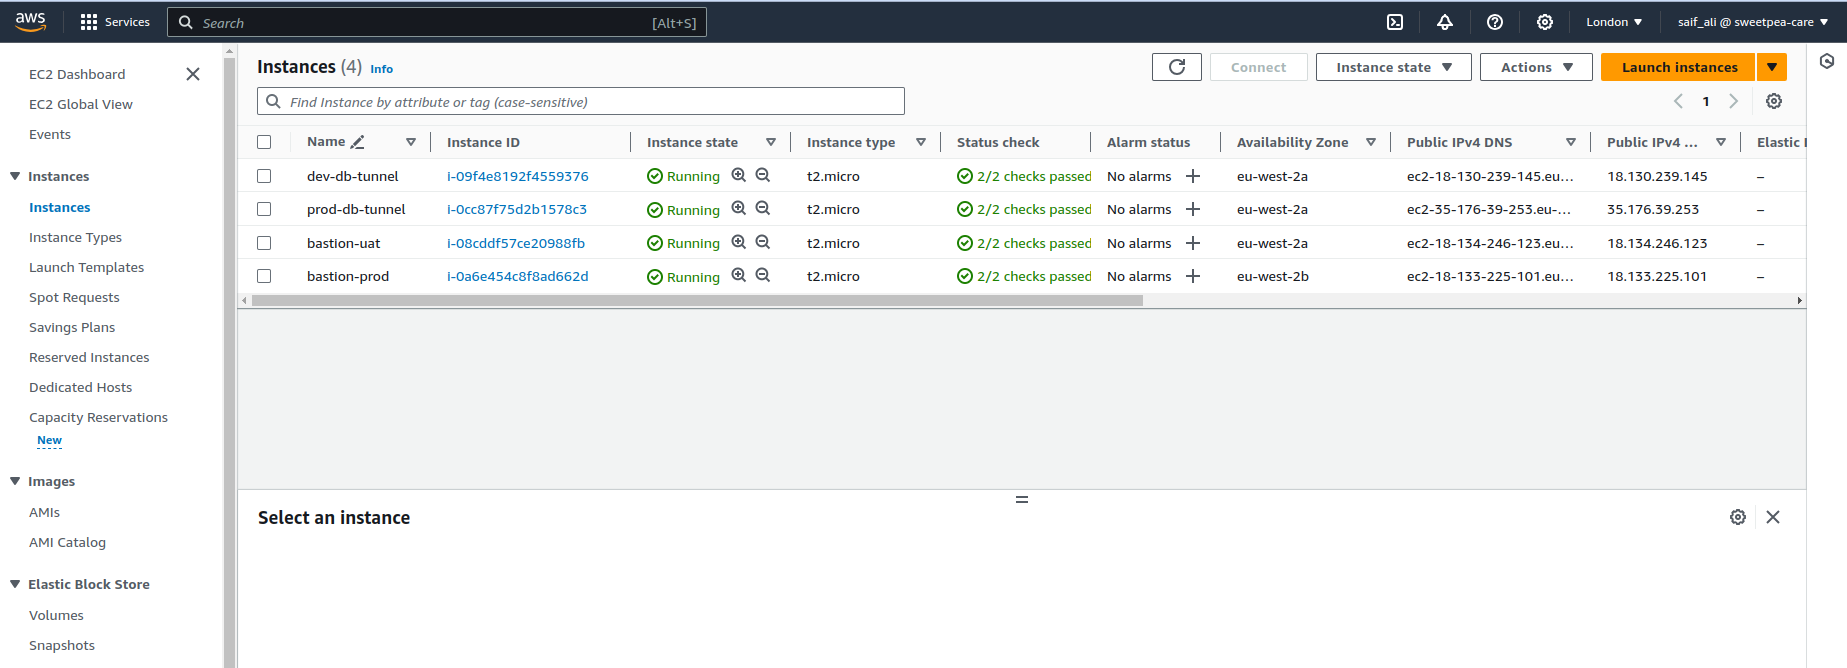 aws Services Search [Alt+S] London saif_ali @ sweetpea-care
EC2 Dashboard
EC2 Global View
Events
Instances
Instances
Instance Types
Launch Templates
Spot Requests
Savings Plans
Reserved Instances
Dedicated Hosts
Capacity Reservations
New
Images
AMIs
AMI Catalog
Elastic Block Store
Volumes
Snapshots
Instances (4) Info Connect Instance state Actions Launch instances
Find Instance by attribute or tag (case-sensitive) 1
Name Instance ID Instance state Instance type Status check Alarm status Availability Zone Public IPv4 DNS Public IPv4 ... Elastic I
dev-db-tunnel i-09f4e8192f4559376 Running t2.micro 2/2 checks passed No alarms + eu-west-2a ec2-18-130-239-145.eu... 18.130.239.145 –
prod-db-tunnel i-0cc87f75d2b1578c3 Running t2.micro 2/2 checks passed No alarms + eu-west-2a ec2-35-176-39-253.eu-... 35.176.39.253 –
bastion-uat i-08cddf57ce20988fb Running t2.micro 2/2 checks passed No alarms + eu-west-2a ec2-18-134-246-123.eu... 18.134.246.123 –
bastion-prod i-0a6e454c8f8ad662d Running t2.micro 2/2 checks passed No alarms + eu-west-2b ec2-18-133-225-101.eu... 18.133.225.101 –
Select an instance